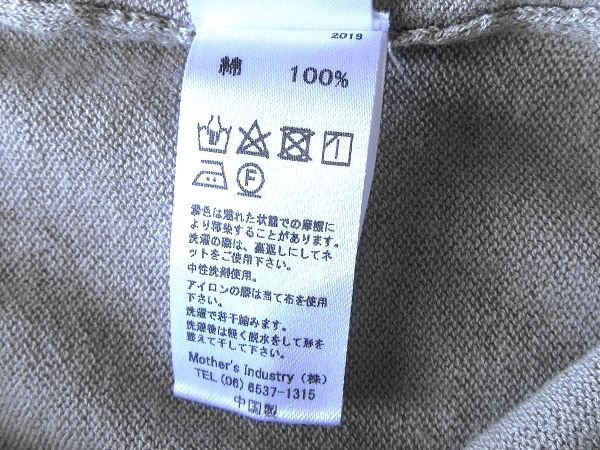 2019
綿 100%
F
濃色は濡れた状態での摩擦に
より移染することがあります。
洗濯の際は、裏返しにしてネ
ットをご使用下さい。
中性洗剤使用。
アイロンの際は当て布を使用
下さい。
洗濯で若干縮みます。
洗濯後は軽く脱水をして形を
整えて干して下さい。
Mother's Industry (株)
TEL (06) 6537-1315
中国製